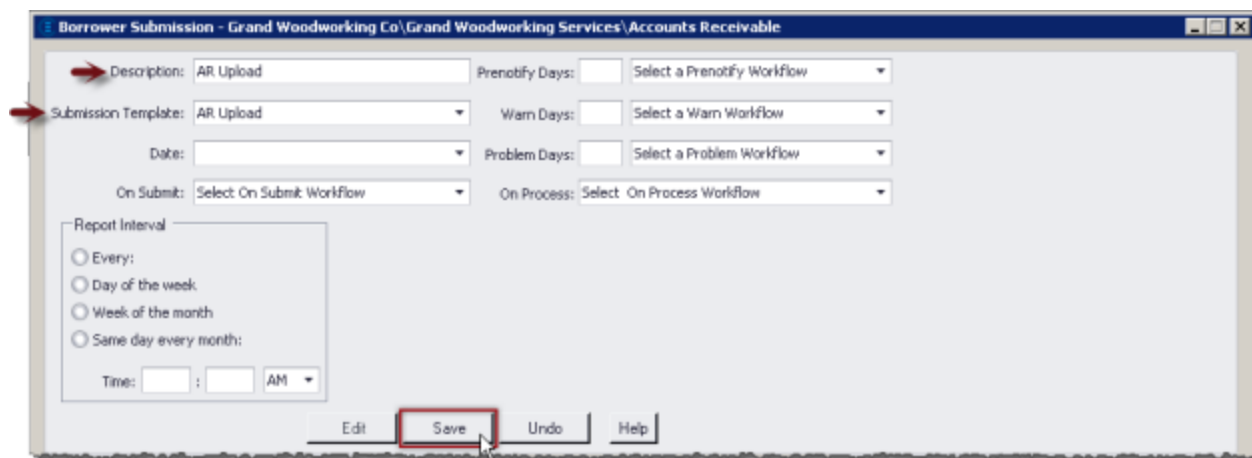 Borrower Submission - Grand Woodworking Co\Grand Woodworking Services\Accounts Receivable
Description: AR Upload Prenotify Days: Select a Prenotify Workflow
Submission Template: AR Upload Warn Days: Select a Warn Workflow
Date: Problem Days: Select a Problem Workflow
On Submit: Select On Submit Workflow On Process: Select On Process Workflow
Report Interval
Every:
Day of the week
Week of the month
Same day every month:
Time: : AM
Edit Save Undo Help